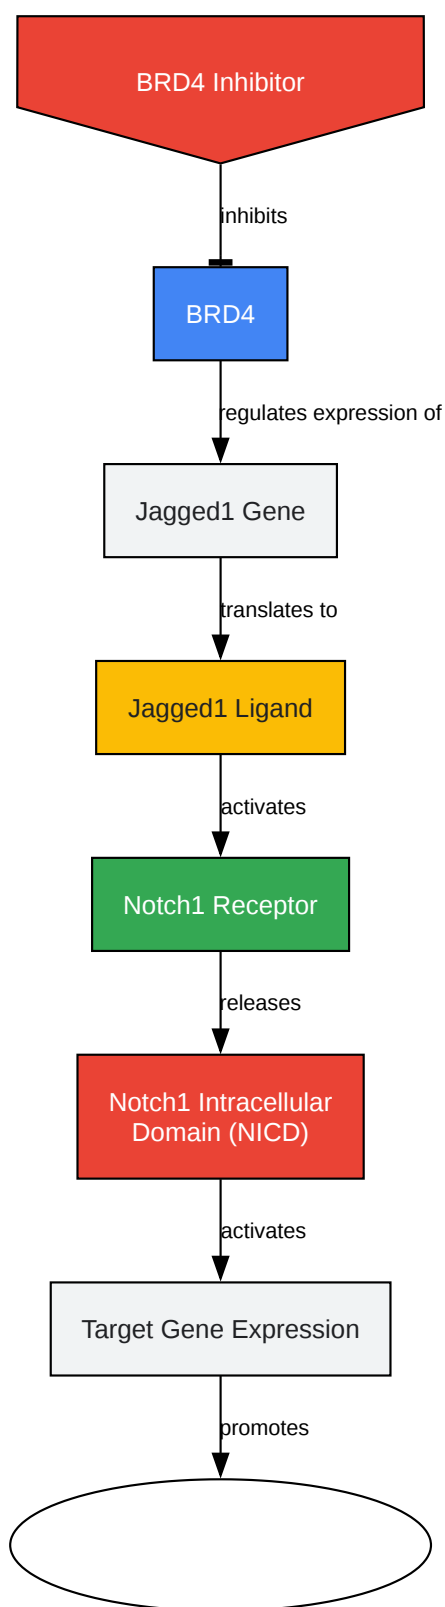 BRD4 Inhibitor
inhibits
BRD4
regulates expression of
Jagged1 Gene
translates to
Jagged1 Ligand
activates
Notch1 Receptor
releases
Notch1 Intracellular
Domain (NICD)
activates
Target Gene Expression
promotes